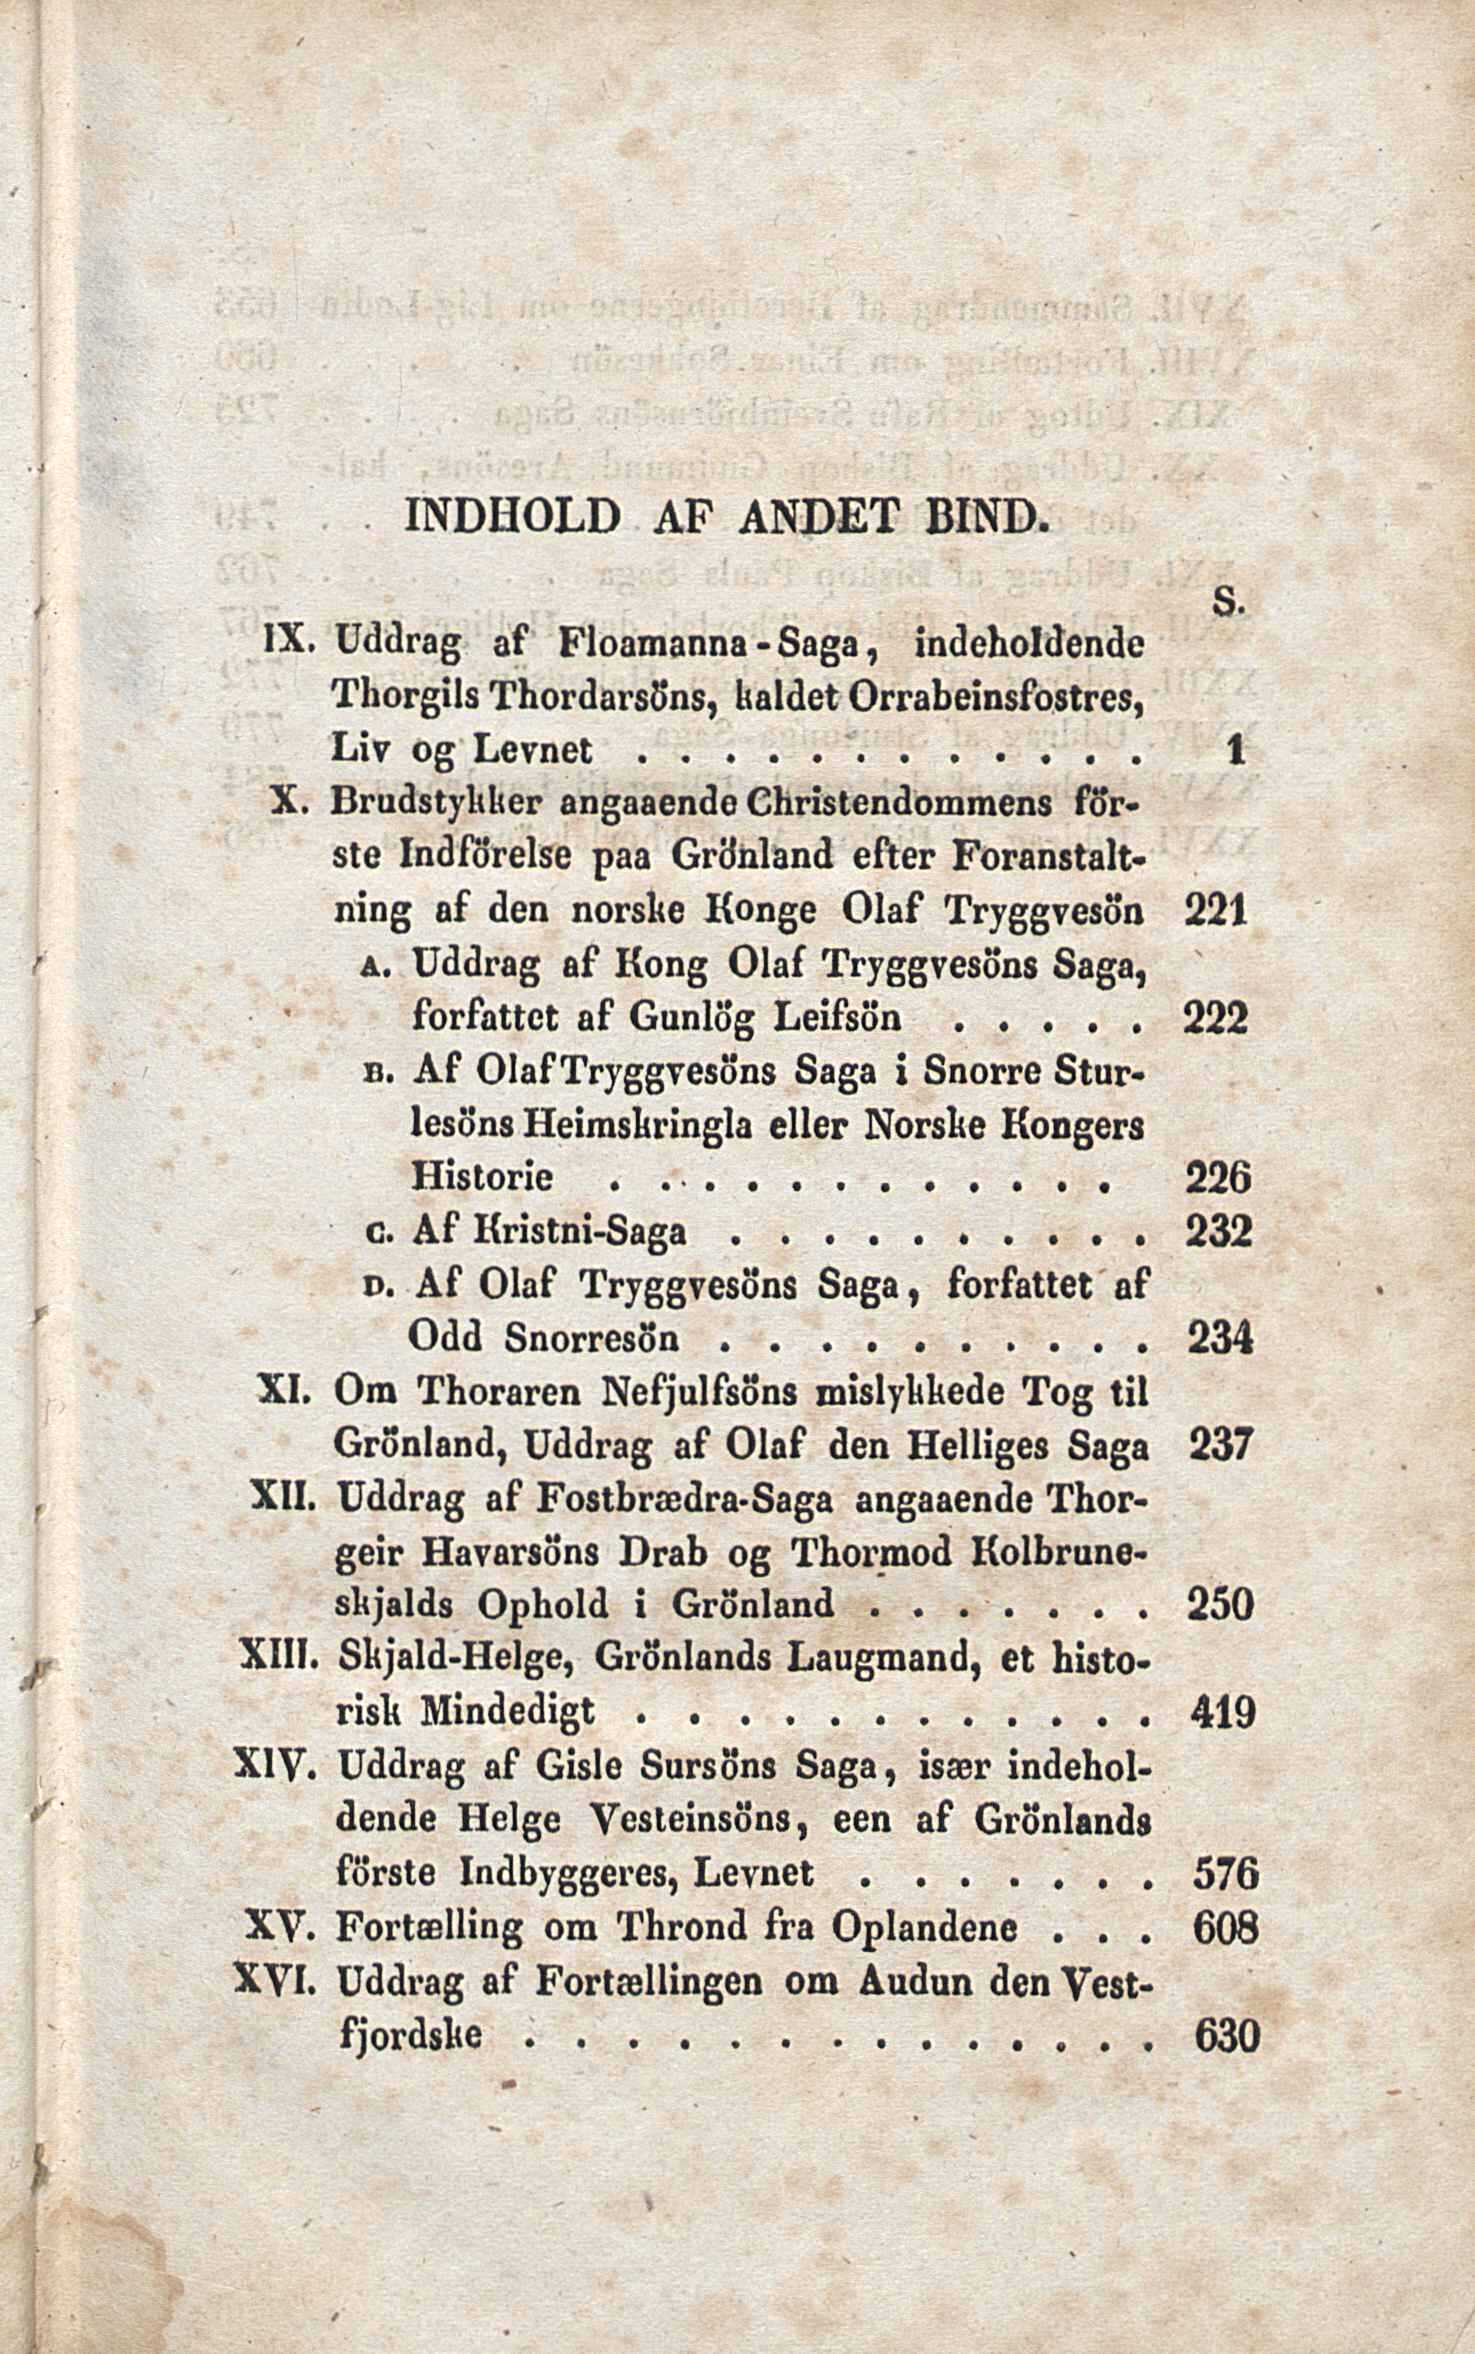 INDHOLD AF ANDET BIND.
S.
IX. Uddrag af Floamanna-Saga, indeholdende
Thorgils Thordarsöns, kaldet Orrabeinsfostres,
Liv og Levnet . . . . . . . . . . . . 1
X. Brudstykker angaaende Christendommens för-
ste Indförelse paa Grönland efter Foranstalt-
ning af den norske Konge Olaf Tryggvesön 221
A. Uddrag af Kong Olaf Tryggvesöns Saga,
forfattet af Gunlög Leifsön . . . . . 222
B. Af Olaf Tryggvesöns Saga i Snorre Stur-
lesöns Heimskringla eller Norske Kongers
Historie . . . . . . . . . . . . 226
C. Af Kristni-Saga . . . . . . . . . . 232
D. Af Olaf Tryggvesöns Saga, forfattet af
Odd Snorresön . . . . . . . . . . 234
XI. Om Thoraren Nefjulfsöns mislykkede Tog til
Grönland, Uddrag af Olaf den Helliges Saga 237
XII. Uddrag af Fostbrædra-Saga angaaende Thor-
geir Havarsöns Drab og Thormod Kolbrune-
skjalds Ophold i Grönland . . . . . . . 250
XIII. Skjald-Helge, Grönlands Laugmand, et histo-
risk Mindedigt . . . . . . . . . . . . 419
XIV. Uddrag af Gisle Sursöns Saga, især indehol-
dende Helge Vesteinsöns, een af Grönlands
förste Indbyggeres, Levnet . . . . . . . 576
XV. Fortælling om Thrond fra Oplandene . . . 608
XVI. Uddrag af Fortællingen om Audun den Vest-
fjordske . . . . . . . . . . . . . . 630